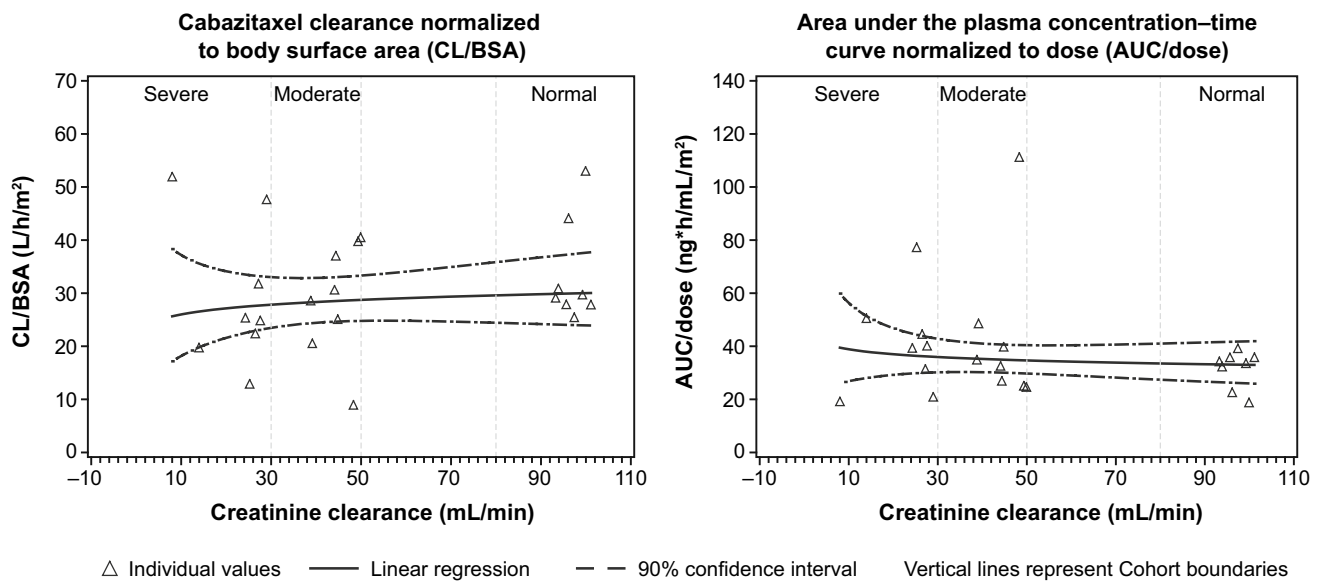 Cabazitaxel clearance normalized
to body surface area (CL/BSA)
70
60
50
40
30
20
10
0
CL/BSA (L/h/m²)
Severe
Moderate
Normal
–10
10
30
50
70
90
110
Creatinine clearance (mL/min)
Area under the plasma concentration–time
curve normalized to dose (AUC/dose)
140
120
100
80
60
40
20
0
AUC/dose (ng*h/mL/m²)
Severe
Moderate
Normal
–10
10
30
50
70
90
110
Creatinine clearance (mL/min)
Individual values
Linear regression
90% confidence interval
Vertical lines represent Cohort boundaries